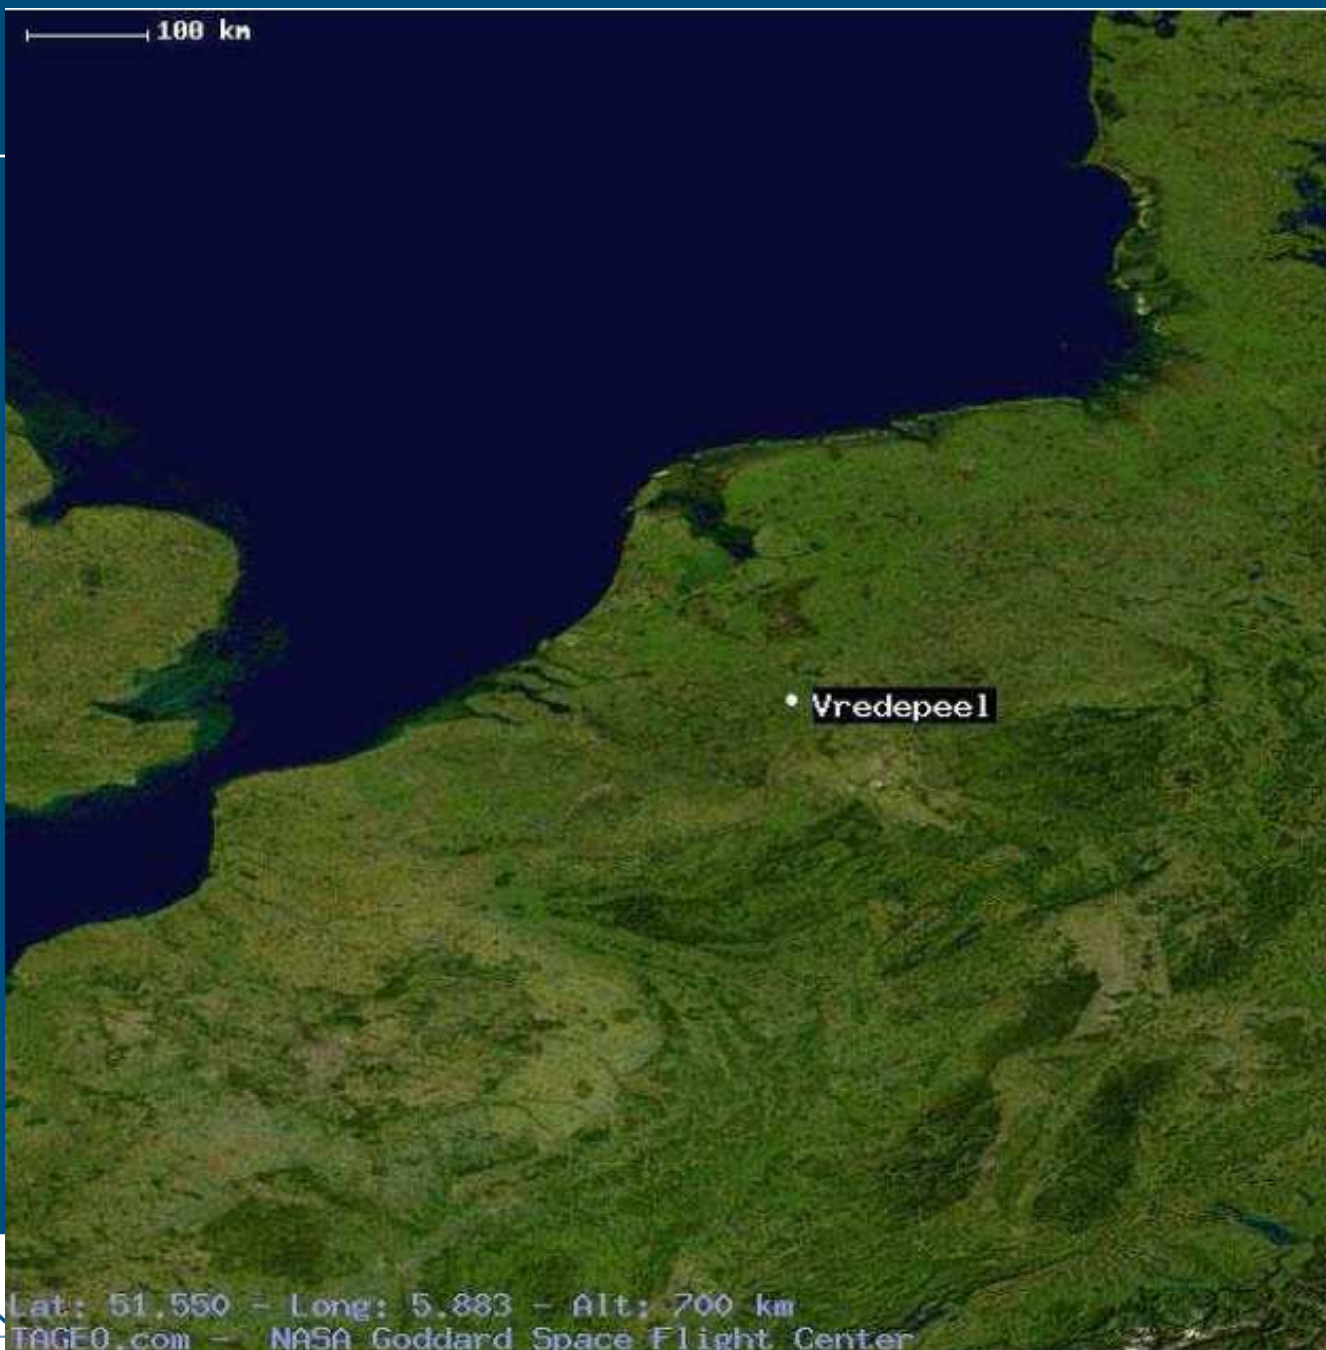 100 km
Vredepeel
Lat: 51.550 - Long: 5.883 - Alt: 700 km
TAGEO.com - NASA Goddard Space Flight Center